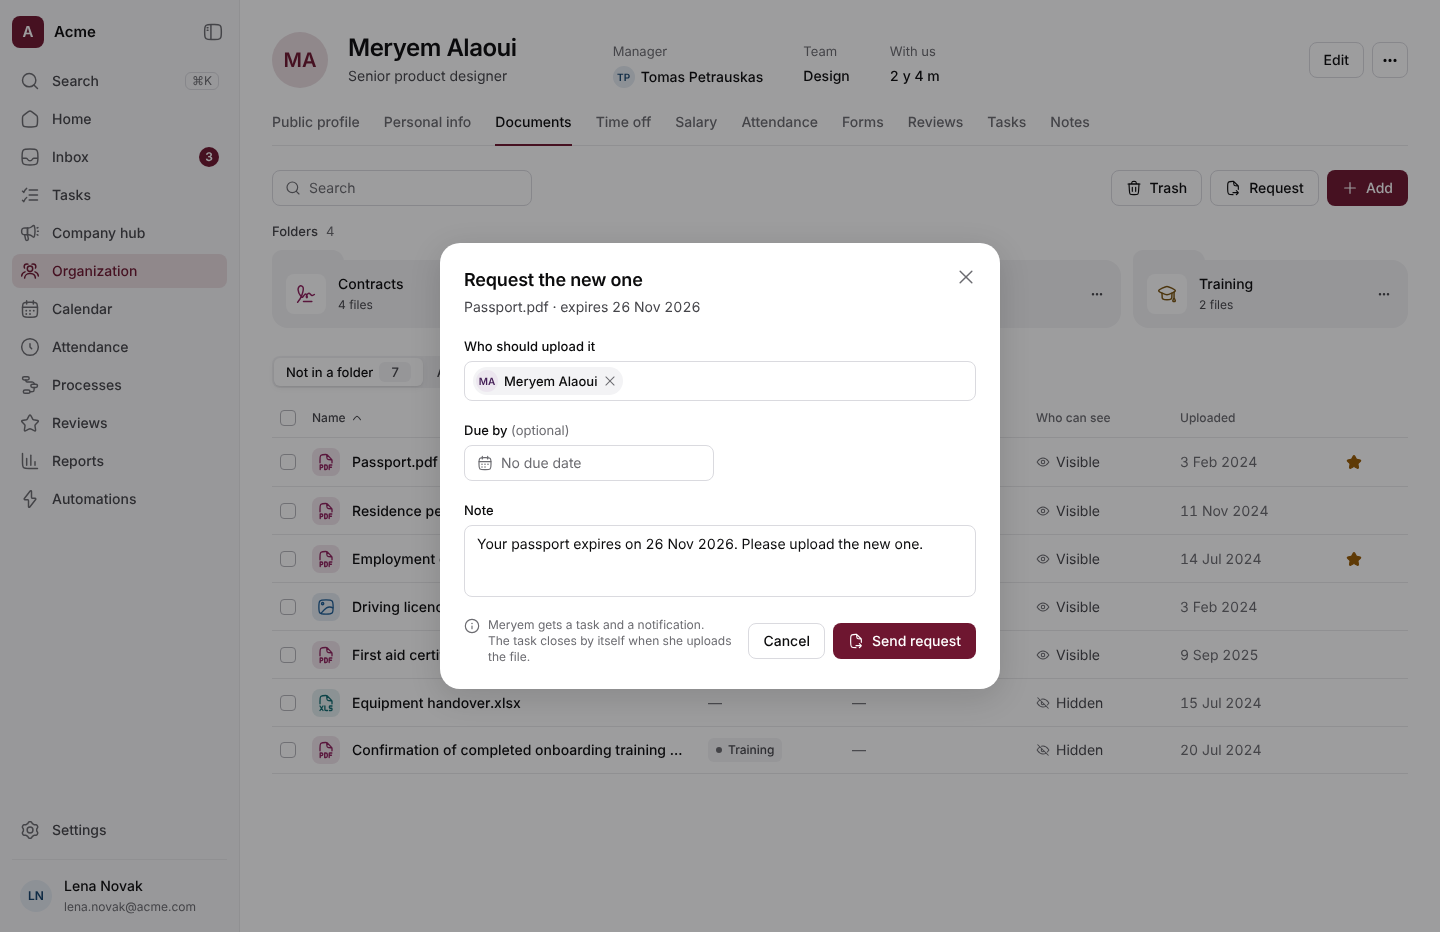 A Acme
Search ⌘K
Home
Inbox 3
Tasks
Company hub
Organization
Calendar
Attendance
Processes
Reviews
Reports
Automations
Settings
LN Lena Novak
lena.novak@acme.com
MA Meryem Alaoui
Senior product designer
Manager
TP Tomas Petrauskas
Team
Design
With us
2 y 4 m
Edit
Public profile Personal info Documents Time off Salary Attendance Forms Reviews Tasks Notes
Search
Trash Request Add
Folders 4
Contracts
4 files
Training
2 files
Not in a folder 7
Name Who can see Uploaded
PDF Passport.pdf Visible 3 Feb 2024
PDF Residence Visible 11 Nov 2024
PDF Employment Visible 14 Jul 2024
Driving Visible 3 Feb 2024
PDF First aid Visible 9 Sep 2025
XLS Equipment handover.xlsx — — Hidden 15 Jul 2024
PDF Confirmation of completed onboarding training ... Training — Hidden 20 Jul 2024
Request the new one
Passport.pdf · expires 26 Nov 2026
Who should upload it
MA Meryem Alaoui
Due by (optional)
No due date
Note
Your passport expires on 26 Nov 2026. Please upload the new one.
Meryem gets a task and a notification.
The task closes by itself when she uploads
the file.
Cancel Send request